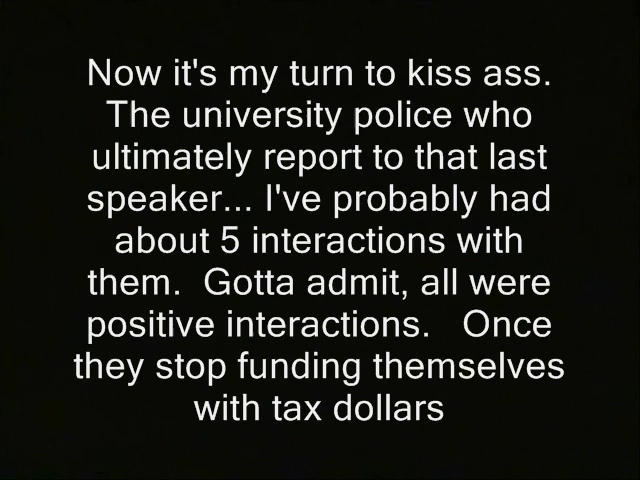 Now it's my turn to kiss ass.
The university police who
ultimately report to that last
speaker... I've probably had
about 5 interactions with
them.  Gotta admit, all were
positive interactions.   Once
they stop funding themselves
with tax dollars